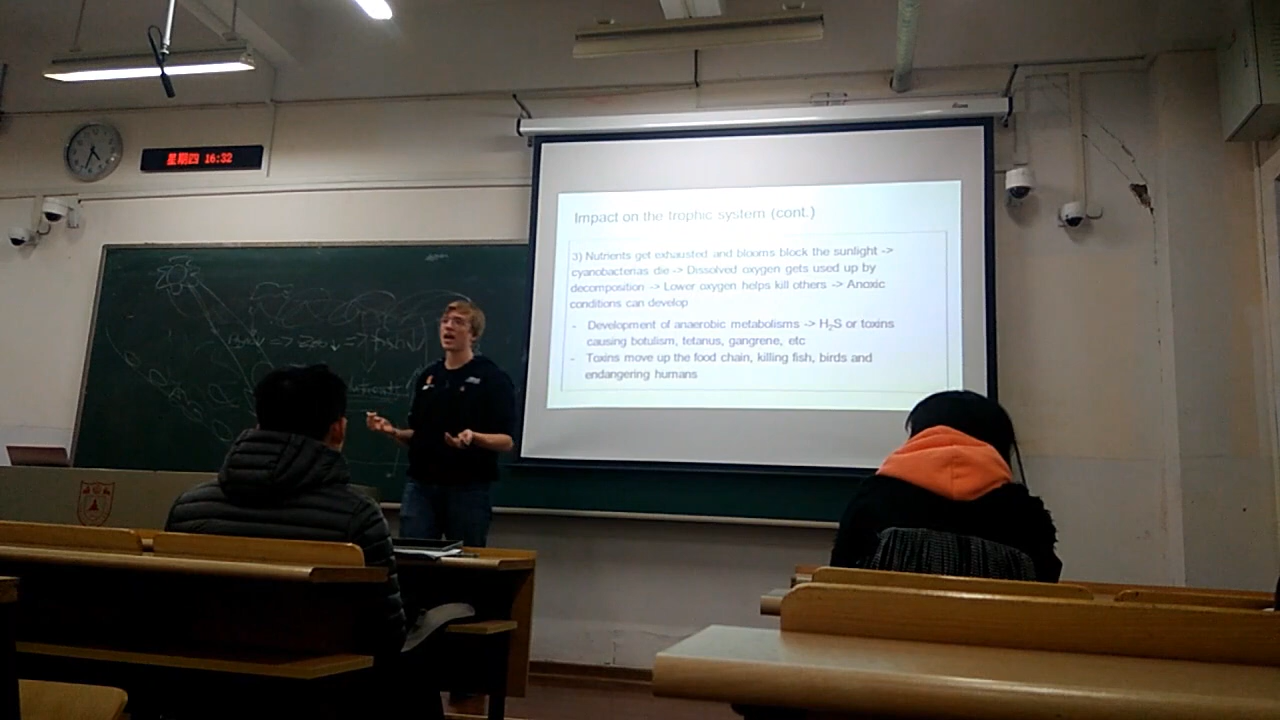 星期四 16:32
Impact on the trophic system (cont.)
3) Nutrients get exhausted and blooms block the sunlight ->
cyanobacterias die -> Dissolved oxygen gets used up by
decomposition -> Lower oxygen helps kill others -> Anoxic
conditions can develop
- Development of anaerobic metabolisms -> H₂S or toxins
causing botulism, tetanus, gangrene, etc
- Toxins move up the food chain, killing fish, birds and
endangering humans